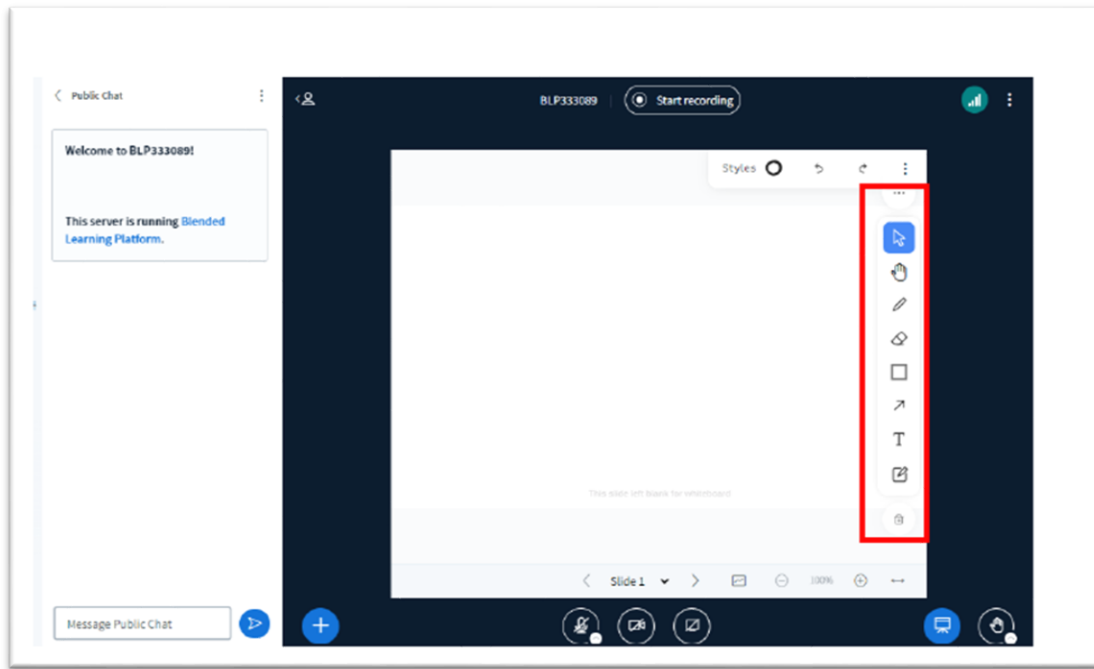 Public Chat
BLP333089
Start recording
Welcome to BLP333089!
This server is running Blended
Learning Platform.
Styles
T
This slide left blank for whiteboard
Slide 1
100%
Message Public Chat